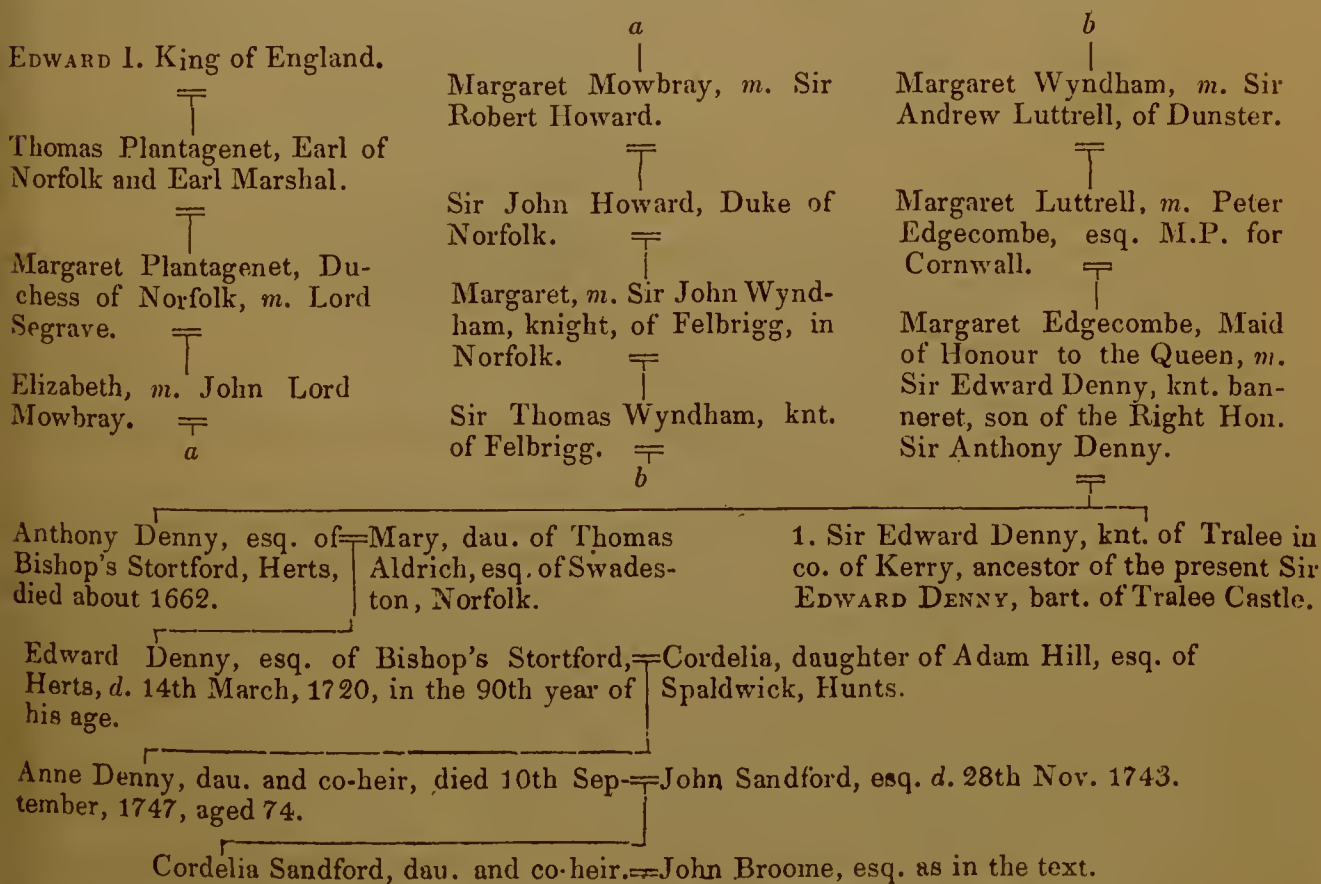 EDWARD I. King of England.
Thomas Plantagenet, Earl of
Norfolk and Earl Marshal.
Margaret Plantagenet, Du-
chess of Norfolk, m. Lord
Segrave.
Elizabeth, m. John Lord
Mowbray.
a
a
Margaret Mowbray, m. Sir
Robert Howard.
Sir John Howard, Duke of
Norfolk.
Margaret, m. Sir John Wynd-
ham, knight, of Felbrigg, in
Norfolk.
Sir Thomas Wyndham, knt.
of Felbrigg.
b
b
Margaret Wyndham, m. Sir
Andrew Luttrell, of Dunster.
Margaret Luttrell, m. Peter
Edgecombe, esq. M.P. for
Cornwall.
Margaret Edgecombe, Maid
of Honour to the Queen, m.
Sir Edward Denny, knt. ban-
neret, son of the Right Hon.
Sir Anthony Denny.
Anthony Denny, esq. of
Bishop's Stortford, Herts,
died about 1662.
Mary, dau. of Thomas
Aldrich, esq. of Swades-
ton, Norfolk.
1. Sir Edward Denny, knt. of Tralee in
co. of Kerry, ancestor of the present Sir
EDWARD DENNY, bart. of Tralee Castle.
Edward Denny, esq. of Bishop's Stortford,
Herts, d. 14th March, 1720, in the 90th year of
his age.
Cordelia, daughter of Adam Hill, esq. of
Spaldwick, Hunts.
Anne Denny, dau. and co-heir, died 10th Sep-
tember, 1747, aged 74.
John Sandford, esq. d. 28th Nov. 1743.
Cordelia Sandford, dau. and co-heir.
John Broome, esq. as in the text.